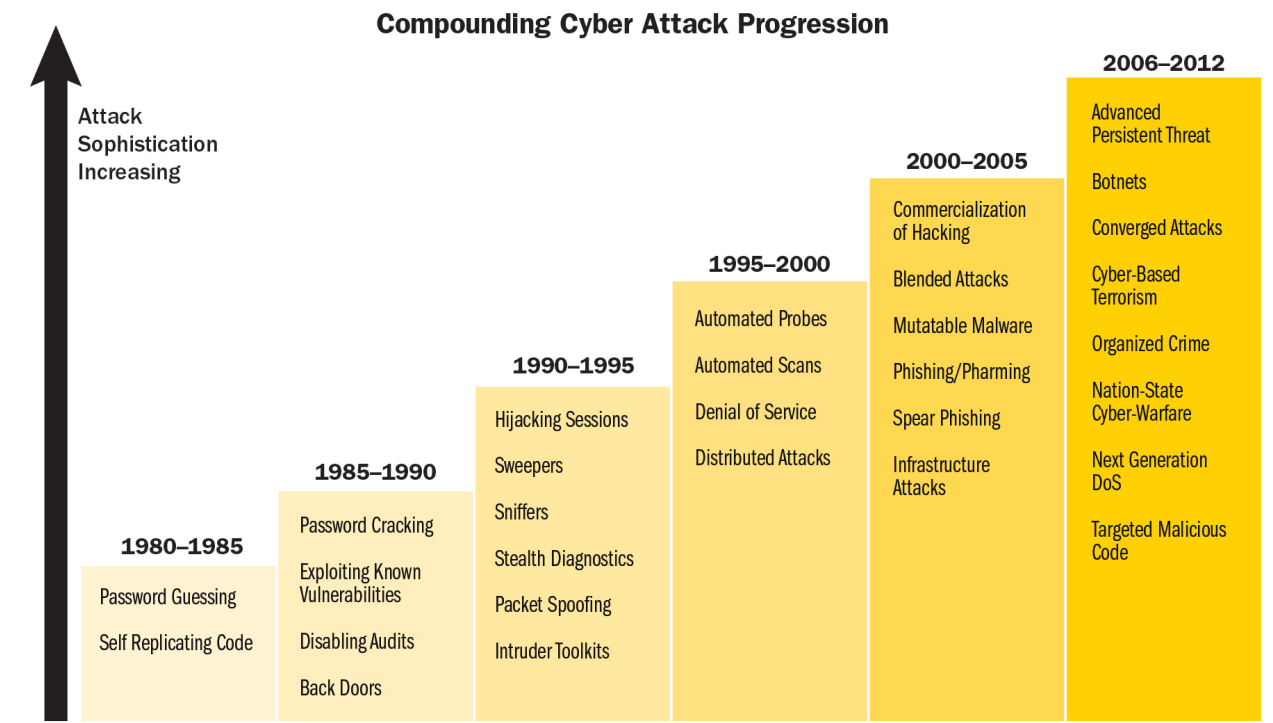 Compounding Cyber Attack Progression
Attack
Sophistication
Increasing
1980–1985
Password Guessing
Self Replicating Code
1985–1990
Password Cracking
Exploiting Known
Vulnerabilities
Disabling Audits
Back Doors
1990–1995
Hijacking Sessions
Sweepers
Sniffers
Stealth Diagnostics
Packet Spoofing
Intruder Toolkits
1995–2000
Automated Probes
Automated Scans
Denial of Service
Distributed Attacks
2000–2005
Commercialization
of Hacking
Blended Attacks
Mutatable Malware
Phishing/Pharming
Spear Phishing
Infrastructure
Attacks
2006–2012
Advanced
Persistent Threat
Botnets
Converged Attacks
Cyber-Based
Terrorism
Organized Crime
Nation-State
Cyber-Warfare
Next Generation
DoS
Targeted Malicious
Code